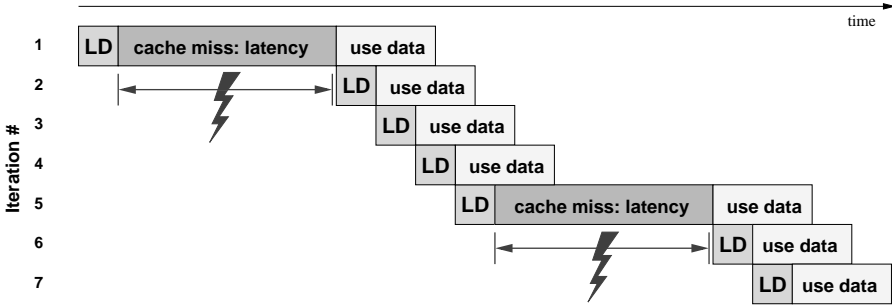 time
1 LD cache miss: latency use data
2 LD use data
3 LD use data
4 LD use data
5 LD cache miss: latency use data
6 LD use data
7 LD use data
Iteration #